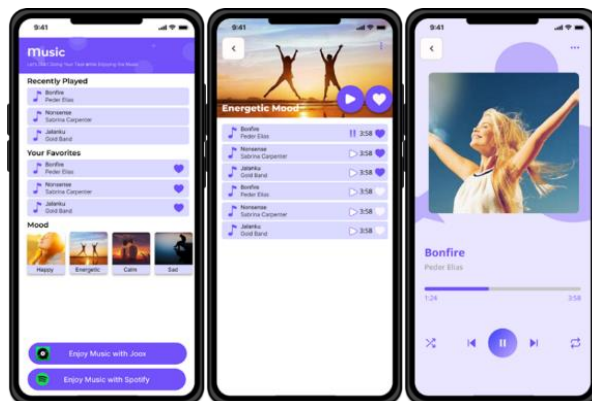 9:41
Music
Recently Played
Bonfire
Peder Elias
Nonsense
Sabrina Carpenter
Jalanku
Goid Band
Your Favorites
Bonfire
Peder Elias
Nonsense
Sabrina Carpenter
Jalanku
Goid Band
Mood
Happy
Energetic
Calm
Sad
Enjoy Music with Joox
Enjoy Music with Spotify
9:41
Energetic Mood
Bonfire
Peder Elias
3:58
Nonsense
Sabrina Carpenter
3:58
Jalanku
Goid Band
3:58
Bonfire
Peder Elias
3:58
Nonsense
Sabrina Carpenter
3:58
Jalanku
Goid Band
3:58
9:41
Bonfire
Peder Elias
1:24
3:58